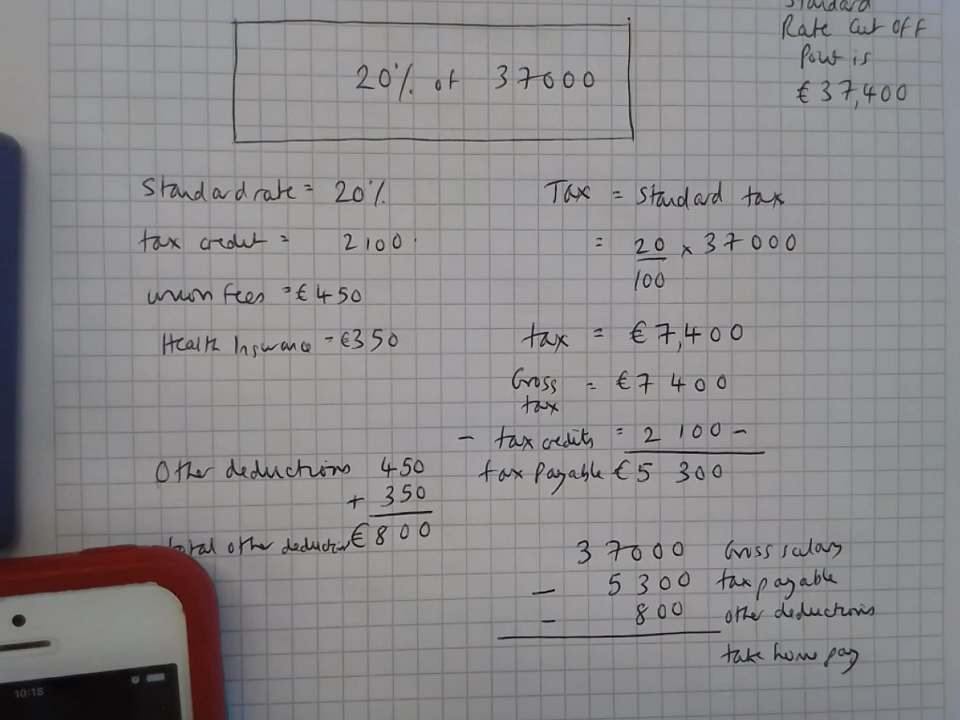 Standard
Rate Cut Off
Point is
€37,400
20% of 37000
Standard rate = 20%
tax credit = 2100
union fees = €450
Health Insurance = €350
Tax = Standard tax
= 20/100 x 37000
tax = €7,400
Gross tax = €7 400
- tax credits = 2 100 -
tax payable €5 300
Other deductions 450
+ 350
total other deduction €800
37000 Gross salary
- 5300 tax payable
- 800 other deductions
take home pay
10:18